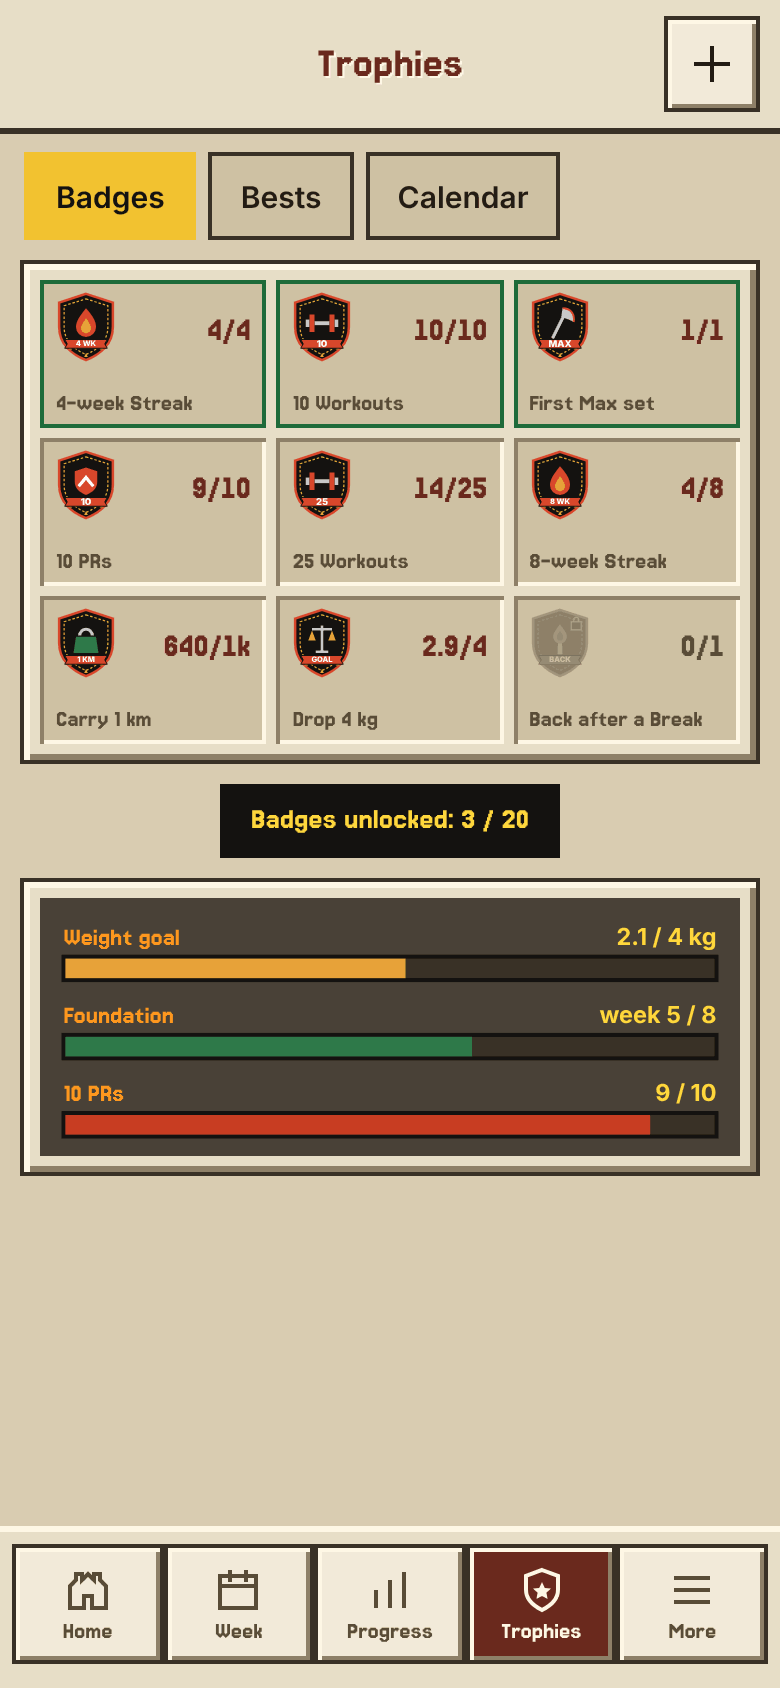 Trophies
Badges
Bests
Calendar
4 WK
4/4
4-week Streak
10
10/10
10 Workouts
MAX
1/1
First Max set
10
9/10
10 PRs
25
14/25
25 Workouts
8 WK
4/8
8-week Streak
1 KM
640/1k
Carry 1 km
GOAL
2.9/4
Drop 4 kg
BACK
0/1
Back after a Break
Badges unlocked: 3 / 20
Weight goal
2.1 / 4 kg
Foundation
week 5 / 8
10 PRs
9 / 10
Home
Week
Progress
Trophies
More